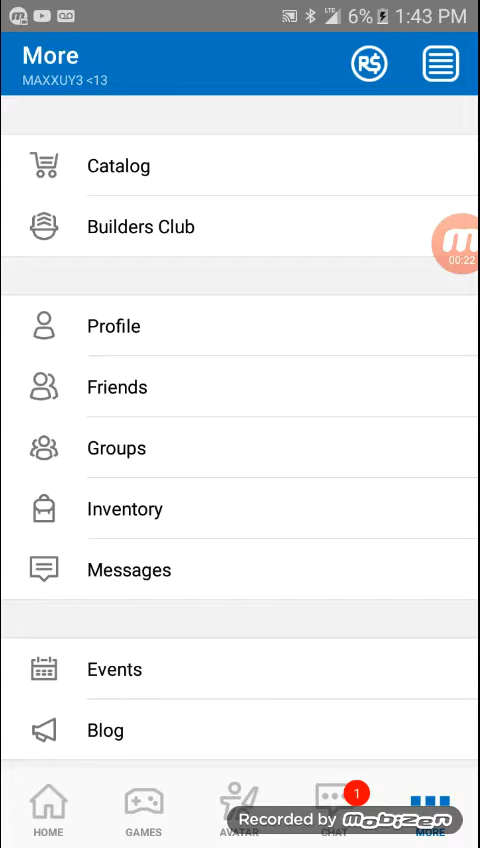 6% 1:43 PM
More
MAXXUY3 <13
R$
Catalog
Builders Club
00:22
Profile
Friends
Groups
Inventory
Messages
Events
Blog
1
Recorded by mobizen
HOME GAMES AVATAR CHAT MORE